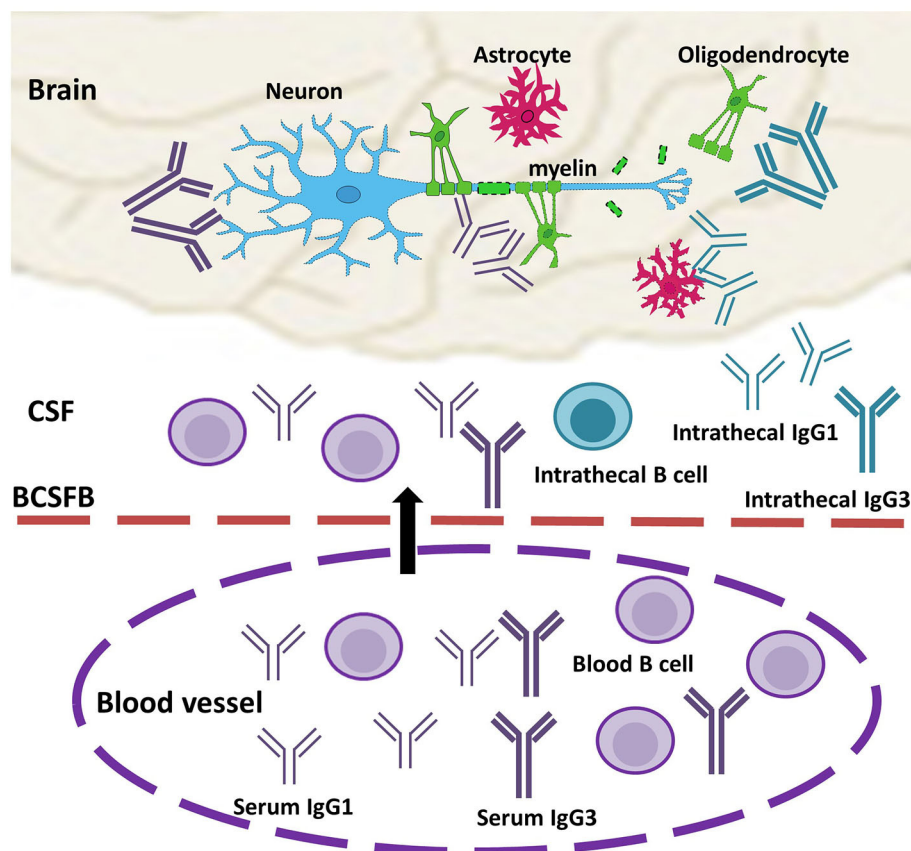 Astrocyte
Oligodendrocyte
Brain
Neuron
myelin
CSF
Intrathecal IgG1
Intrathecal B cell
BCSFB
Intrathecal IgG3
Blood B cell
Blood vessel
Serum IgG1
Serum IgG3